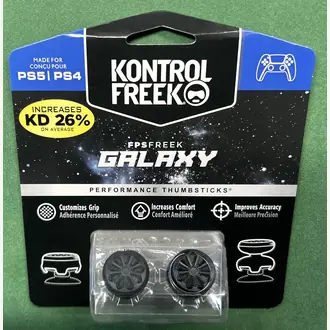 MADE FOR
CONÇU POUR
PS5 | PS4
KONTROL
FREEK
INCREASES
KD 26%
ON AVERAGE
FPSFREEK
GALAXY
PERFORMANCE THUMBSTICKS
Customizes Grip
Adhérence Personnalisé
Increases Comfort
Confort Amélioré
Improves Accuracy
Meilleure Précision